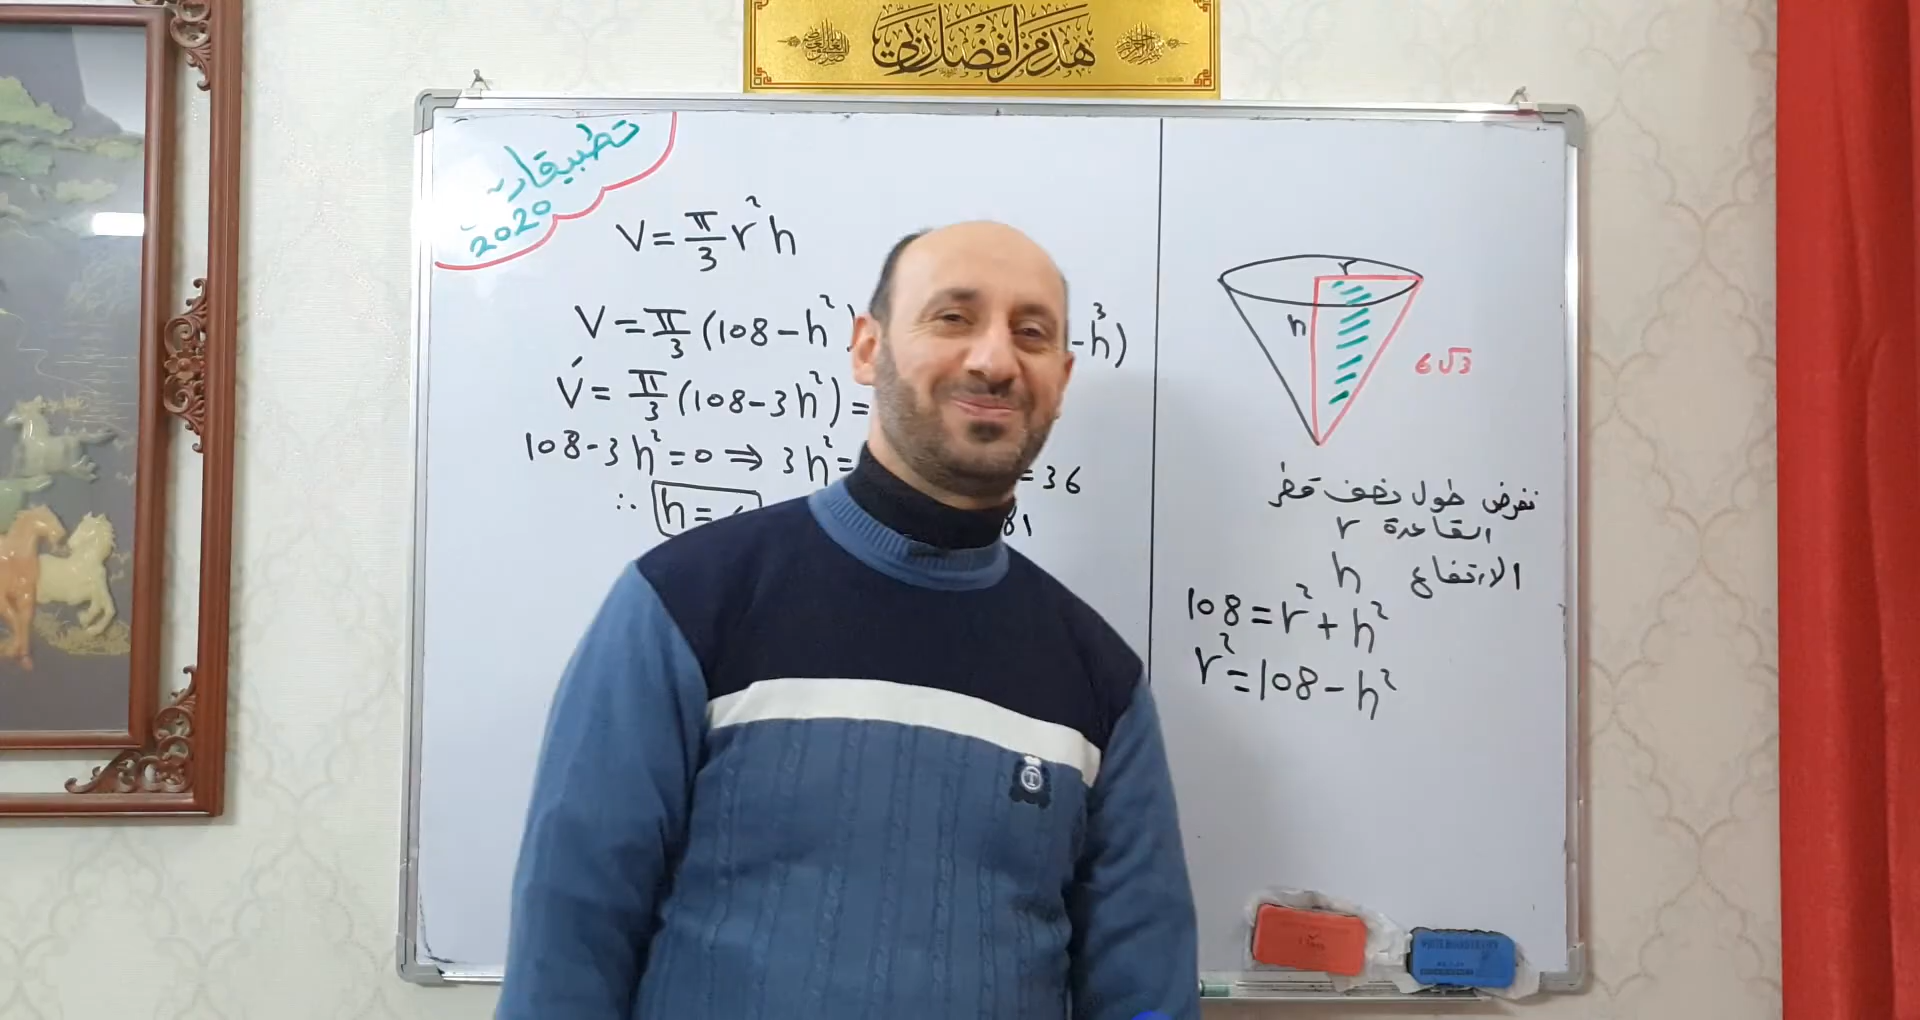 هذا من فضل ربي
تطبيقات
2020
V = π/3 r² h
V = π/3 (108 - h²)
- h³)
V́ = π/3 (108 - 3h²) =
108 - 3h² = 0 ⇒ 3h² =
= 36
∴ h =
81
r
h
6√3
نفرض طول نصف قطر
القاعدة r
الارتفاع h
108 = r² + h²
r² = 108 - h²